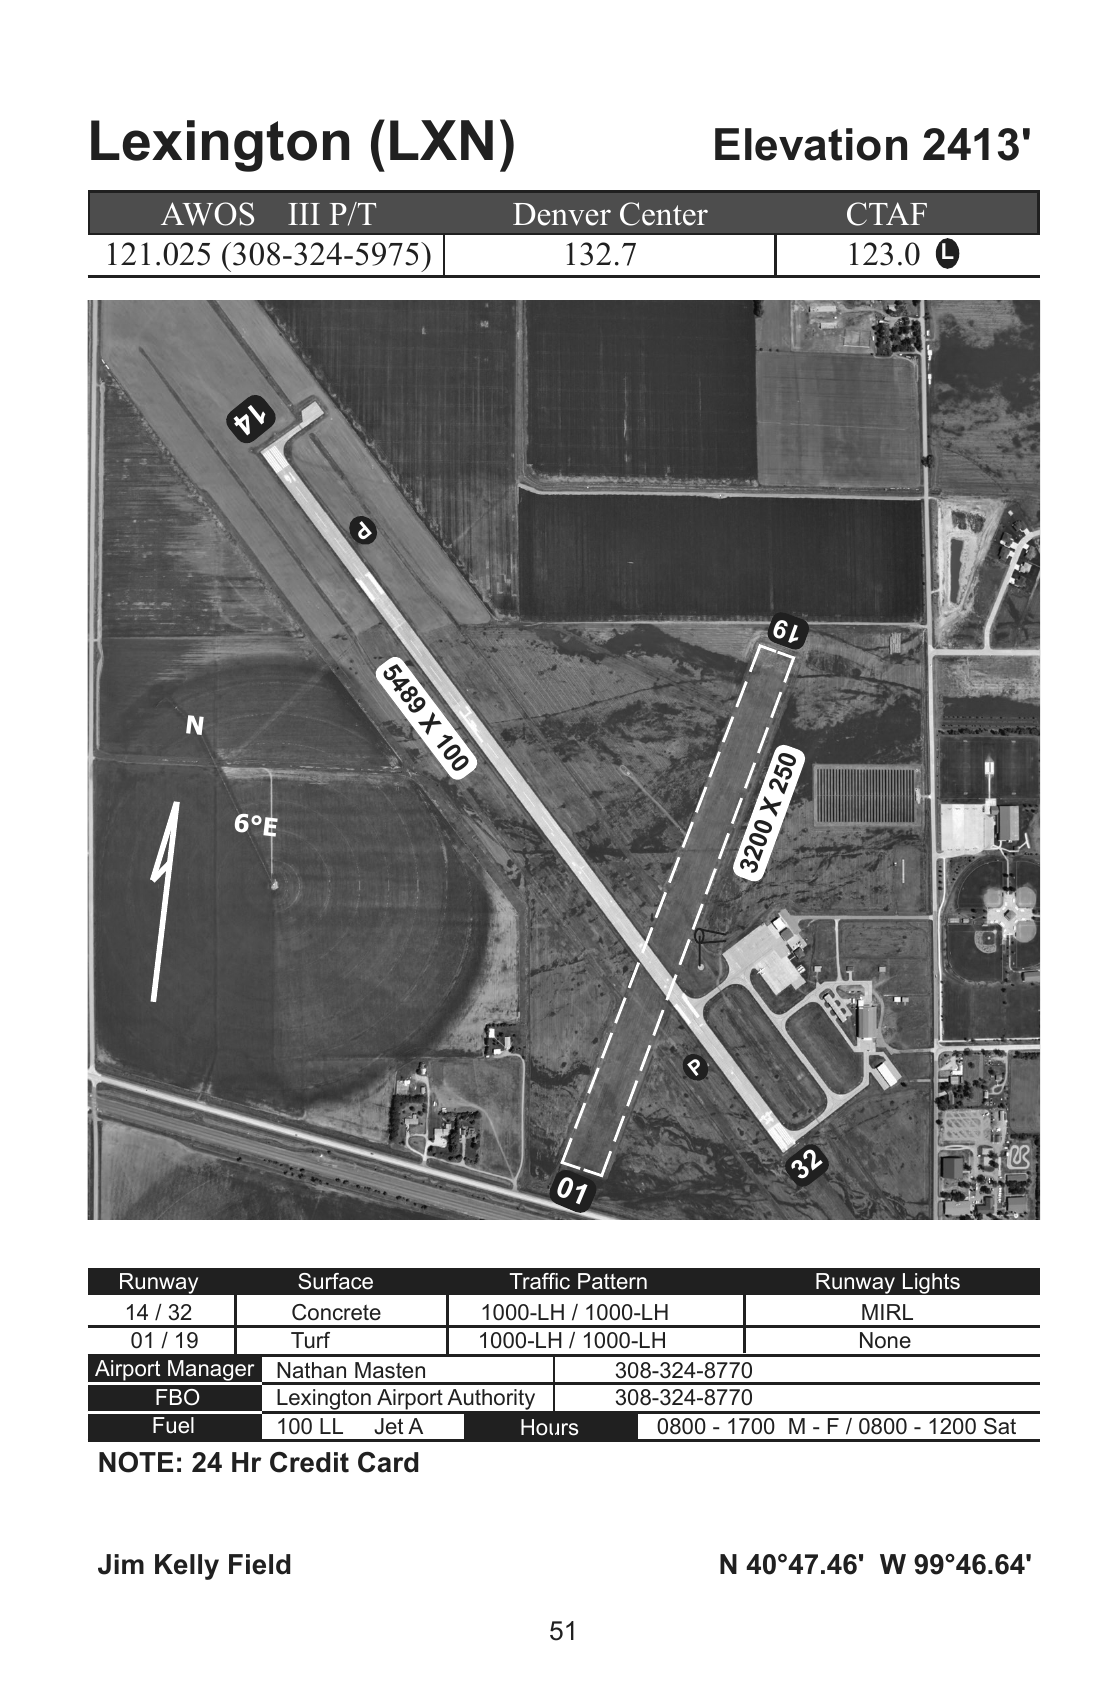 Lexington (LXN) Elevation 2413'
AWOS III P/T Denver Center CTAF
121.025 (308-324-5975) 132.7 123.0 L
14
P
19
5489 X 100
N
3200 X 250
6°E
P
32
01
Runway Surface Traffic Pattern Runway Lights
14 / 32 Concrete 1000-LH / 1000-LH MIRL
01 / 19 Turf 1000-LH / 1000-LH None
Airport Manager Nathan Masten 308-324-8770
FBO Lexington Airport Authority 308-324-8770
Fuel 100 LL Jet A Hours 0800 - 1700 M - F / 0800 - 1200 Sat
NOTE: 24 Hr Credit Card
Jim Kelly Field N 40°47.46' W 99°46.64'
51